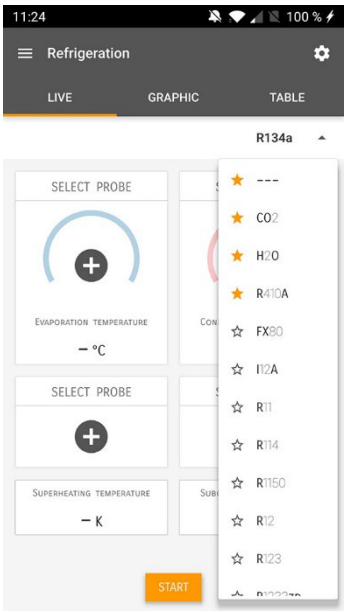 11:24
100 %
Refrigeration
LIVE
GRAPHIC
TABLE
R134a
SELECT PROBE
EVAPORATION TEMPERATURE
– °C
SELECT PROBE
SUPERHEATING TEMPERATURE
– K
START
---
CO2
H2O
R410A
FX80
I12A
R11
R114
R1150
R12
R123